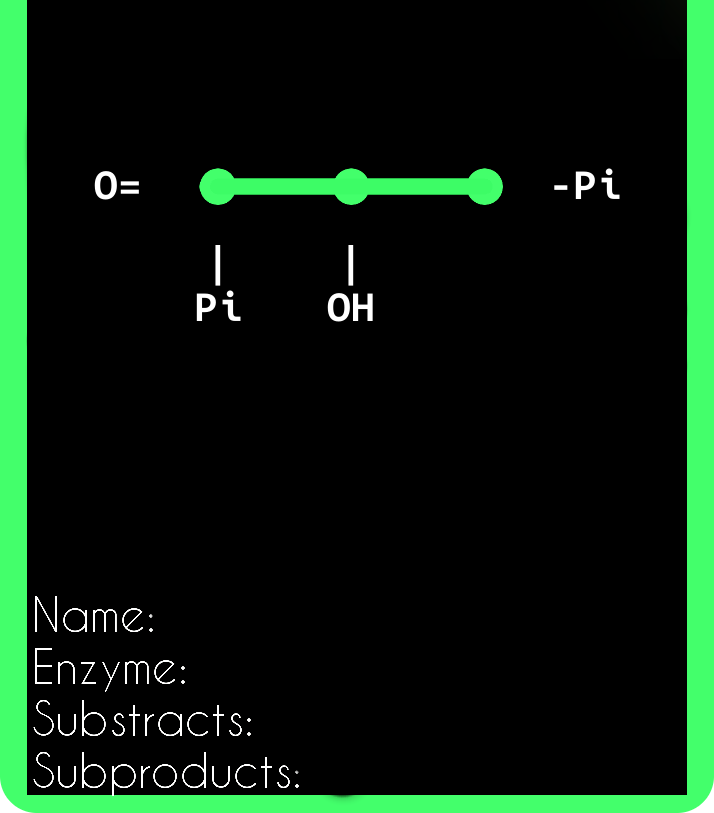 O= -Pi
| |
Pi OH
Name:
Enzyme:
Substracts:
Subproducts: